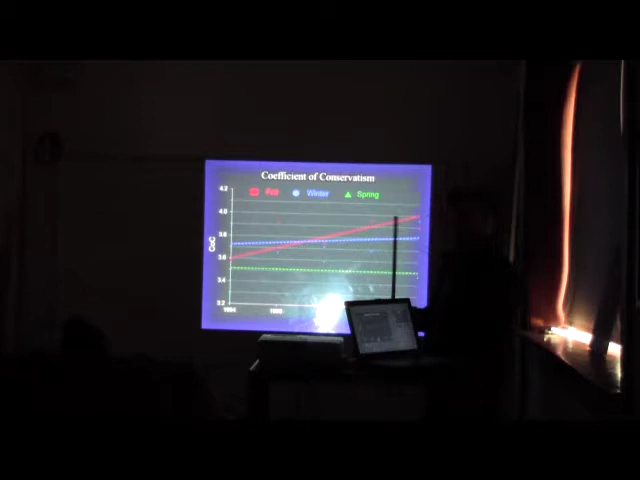 Coefficient of Conservatism
Fall Winter Spring
4.2
4.0
3.8
3.6
3.4
3.2
CoC
1994